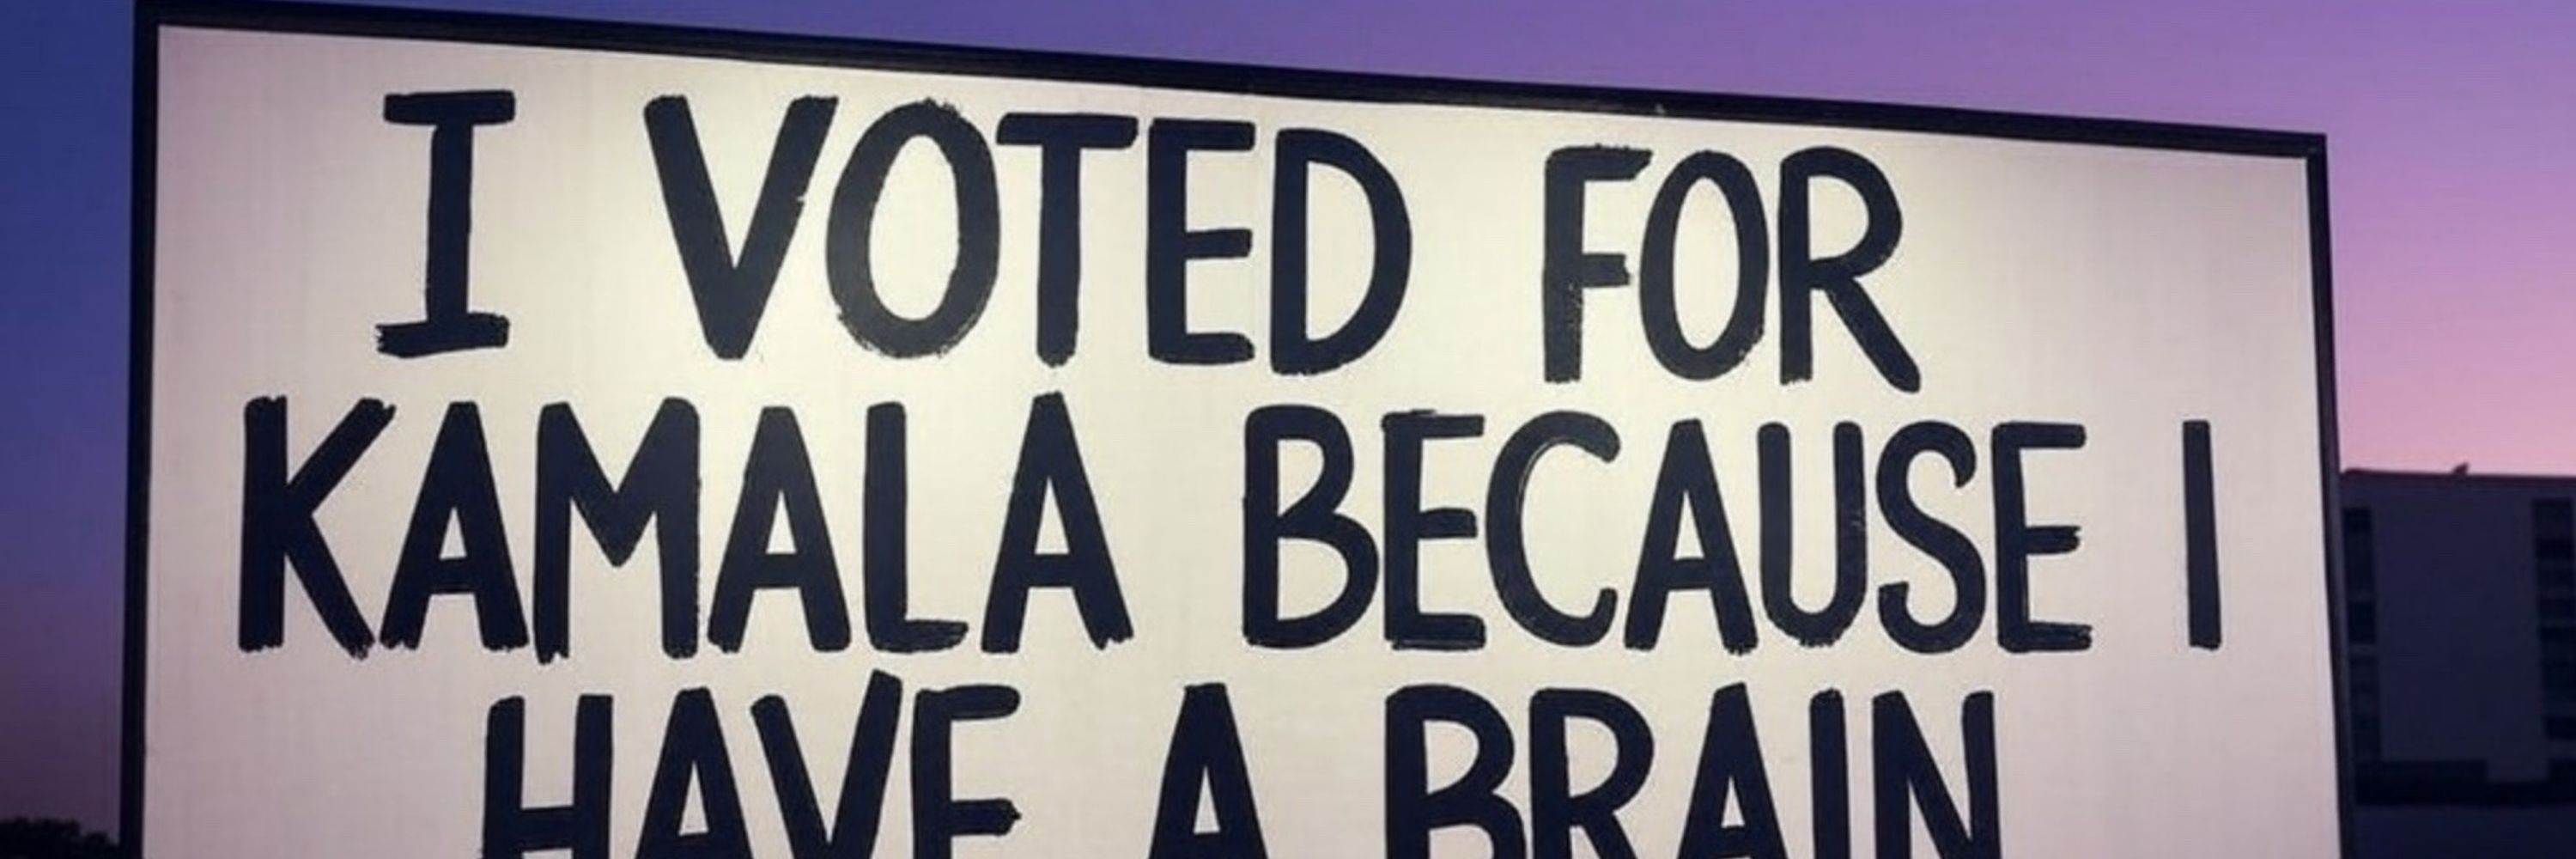 I VOTED FOR
KAMALA BECAUSE I
HAVE A BRAIN